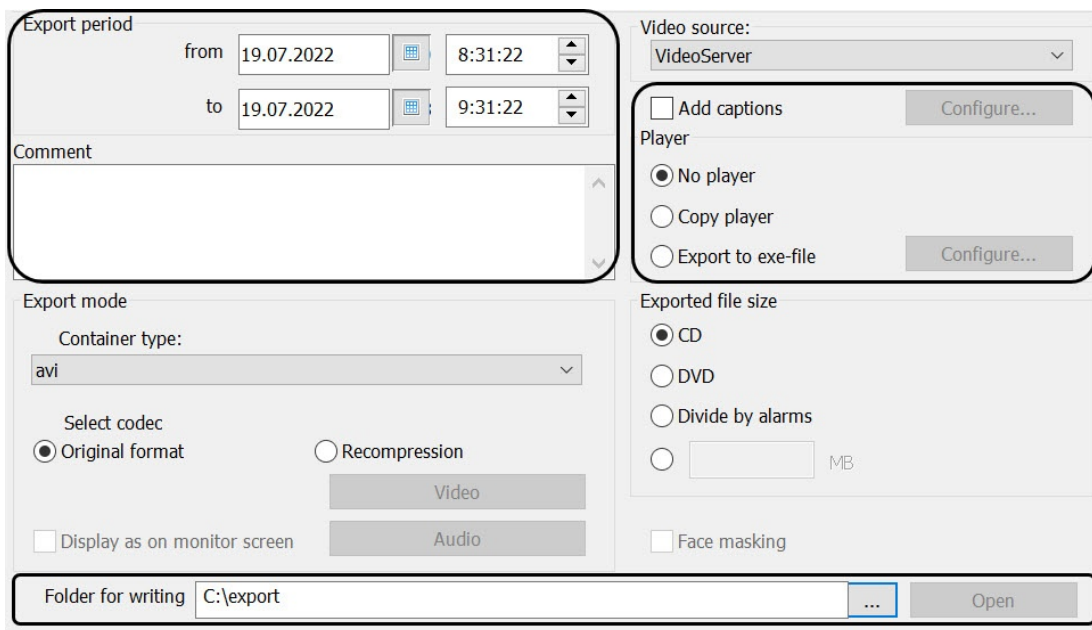 Export period
from 19.07.2022 8:31:22
to 19.07.2022 9:31:22
Comment
Video source:
VideoServer
Add captions Configure...
Player
No player
Copy player
Export to exe-file Configure...
Export mode
Container type:
avi
Select codec
Original format Recompression
Video
Display as on monitor screen Audio
Exported file size
CD
DVD
Divide by alarms
MB
Face masking
Folder for writing C:\export ... Open